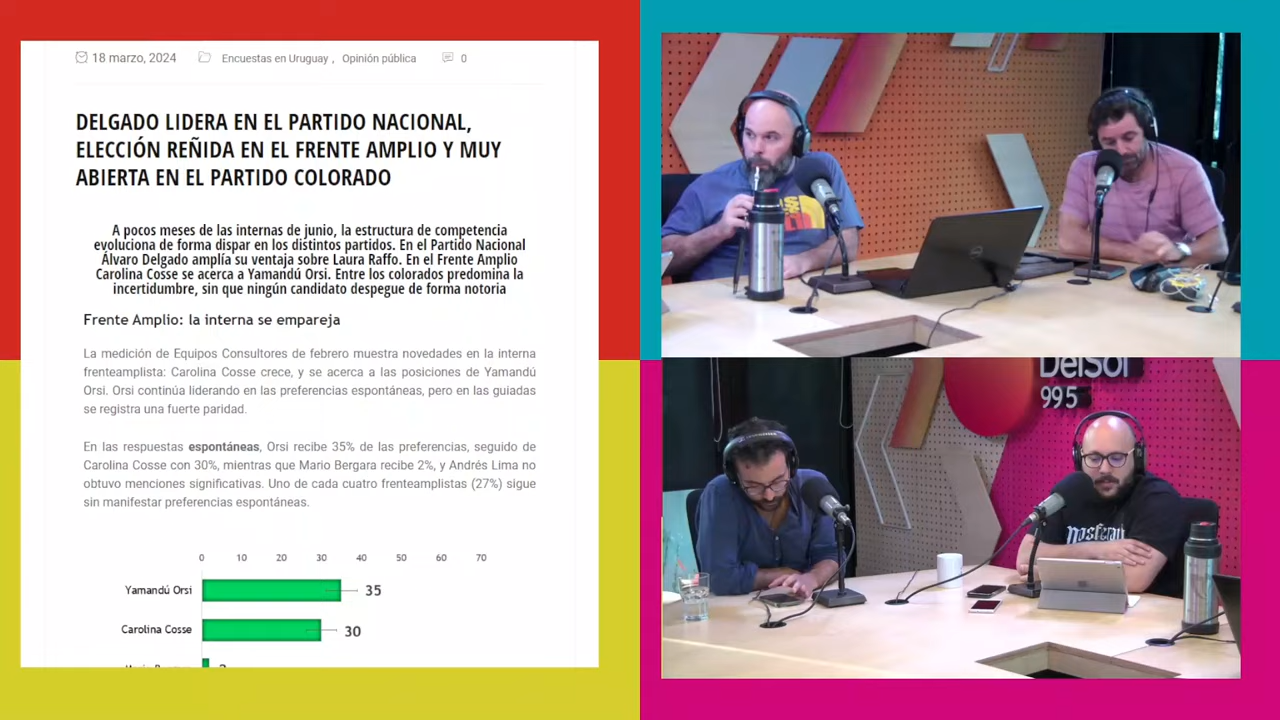 18 marzo, 2024 Encuestas en Uruguay , Opinión pública 0
DELGADO LIDERA EN EL PARTIDO NACIONAL,
ELECCIÓN REÑIDA EN EL FRENTE AMPLIO Y MUY
ABIERTA EN EL PARTIDO COLORADO
A pocos meses de las internas de junio, la estructura de competencia
evoluciona de forma dispar en los distintos partidos. En el Partido Nacional
Álvaro Delgado amplía su ventaja sobre Laura Raffo. En el Frente Amplio
Carolina Cosse se acerca a Yamandú Orsi. Entre los colorados predomina la
incertidumbre, sin que ningún candidato despegue de forma notoria
Frente Amplio: la interna se empareja
La medición de Equipos Consultores de febrero muestra novedades en la interna
frenteamplista: Carolina Cosse crece, y se acerca a las posiciones de Yamandú
Orsi. Orsi continúa liderando en las preferencias espontáneas, pero en las guiadas
se registra una fuerte paridad.
En las respuestas espontáneas, Orsi recibe 35% de las preferencias, seguido de
Carolina Cosse con 30%, mientras que Mario Bergara recibe 2%, y Andrés Lima no
obtuvo menciones significativas. Uno de cada cuatro frenteamplistas (27%) sigue
sin manifestar preferencias espontáneas.
0 10 20 30 40 50 60 70
Yamandú Orsi 35
Carolina Cosse 30
DelSol
99.5
DELL